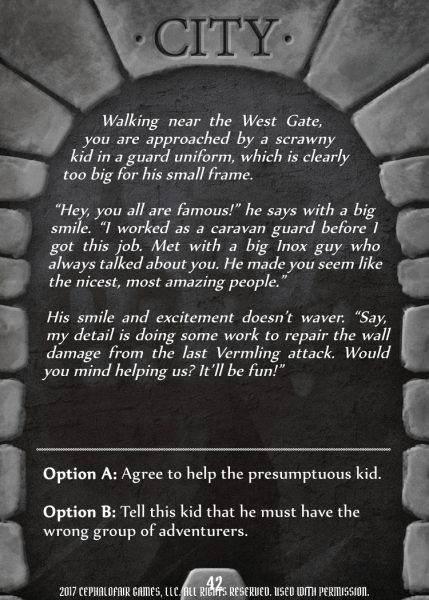 · CITY ·
Walking near the West Gate,
you are approached by a scrawny
kid in a guard uniform, which is clearly
too big for his small frame.
“Hey, you all are famous!” he says with a big
smile. “I worked as a caravan guard before I
got this job. Met with a big Inox guy who
always talked about you. He made you seem like
the nicest, most amazing people.”
His smile and excitement doesn't waver. “Say,
my detail is doing some work to repair the wall
damage from the last Vermling attack. Would
you mind helping us? It'll be fun!”
Option A: Agree to help the presumptuous kid.
Option B: Tell this kid that he must have the
wrong group of adventurers.
42
2017 CEPHALOFAIR GAMES, LLC. ALL RIGHTS RESERVED. USED WITH PERMISSION.